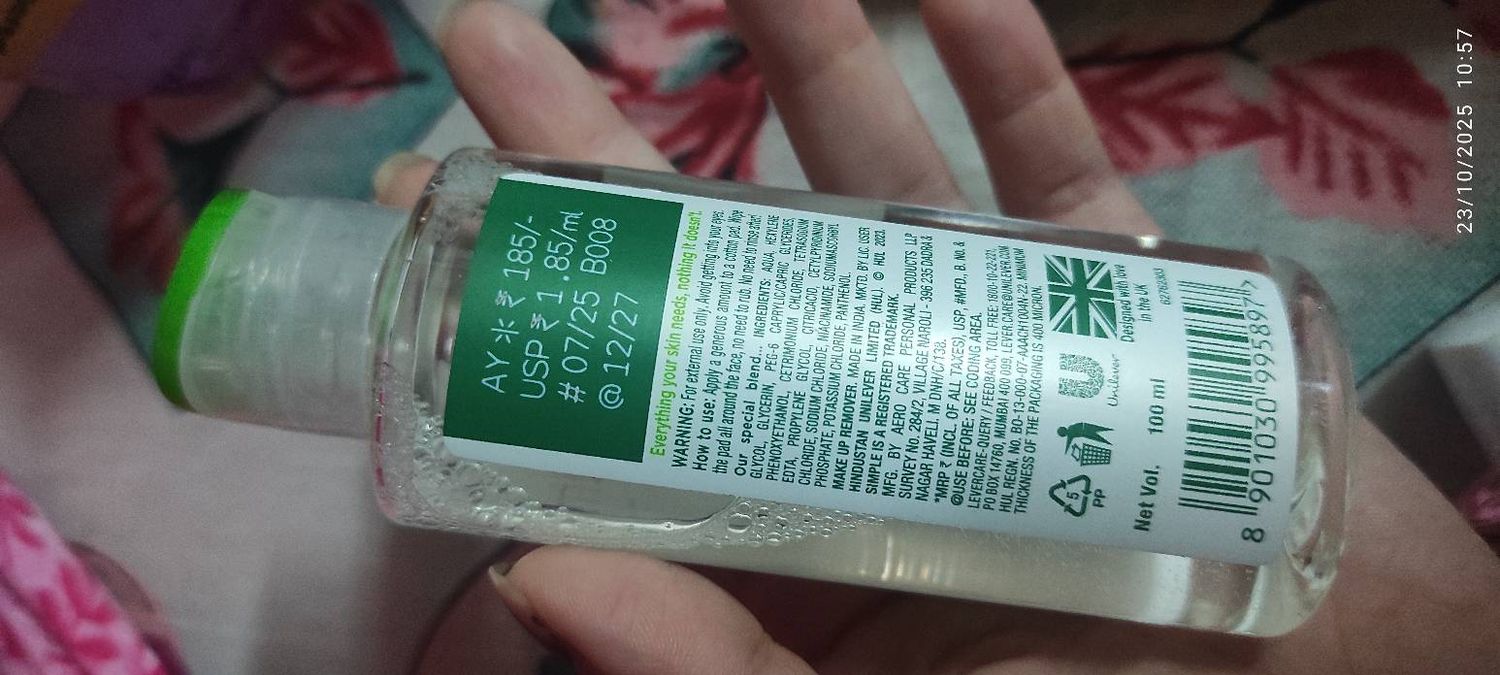 AY * ₹ 185/-
USP ₹ 1.85/ml
# 07/25 B008
@ 12/27
Everything your skin needs, nothing it doesn't.
WARNING: For external use only. Avoid getting into your eyes.
How to use: Apply a generous amount to a cotton pad. Wipe
the pad all around the face, no need to rub. No need to rinse after!
Our special blend... INGREDIENTS: AQUA, HEXYLENE
GLYCOL, GLYCERIN, PEG-6 CAPRYLIC/CAPRIC GLYCERIDES,
PHENOXYETHANOL, CETRIMONIUM CHLORIDE, TETRASODIUM
EDTA, PROPYLENE GLYCOL, CITRIC ACID, CETYLPYRIDINIUM
CHLORIDE, SODIUM CHLORIDE, NIACINAMIDE, SODIUM ASCORBYL
PHOSPHATE, POTASSIUM CHLORIDE, PANTHENOL.
MAKE UP REMOVER. MADE IN INDIA. MKTD. BY LIC. USER
HINDUSTAN UNILEVER LIMITED (HUL). © HUL 2023.
SIMPLE IS A REGISTERED TRADEMARK.
MFG. BY AERO CARE PERSONAL PRODUCTS LLP
SURVEY No. 284/2, VILLAGE NAROLI - 396 235 DADRA &
NAGAR HAVELI. M DNH/C/138.
*MRP ₹ (INCL. OF ALL TAXES), USP, #MFD., B. NO. &
@USE BEFORE: SEE CODING AREA.
LEVERCARE-QUERY / FEEDBACK, TOLL FREE: 1800-10-22-221,
PO BOX 14760, MUMBAI 400 099, LEVER.CARE@UNILEVER.COM
HUL REGN. No. BO-13-000-07-AAACH1004N-22. MINIMUM
THICKNESS OF THE PACKAGING IS 400 MICRON.
5
PP
Unilever
Designed with love
in the UK
Net Vol. 100 ml
8 901030 995897 >
23/10/2025 10:57